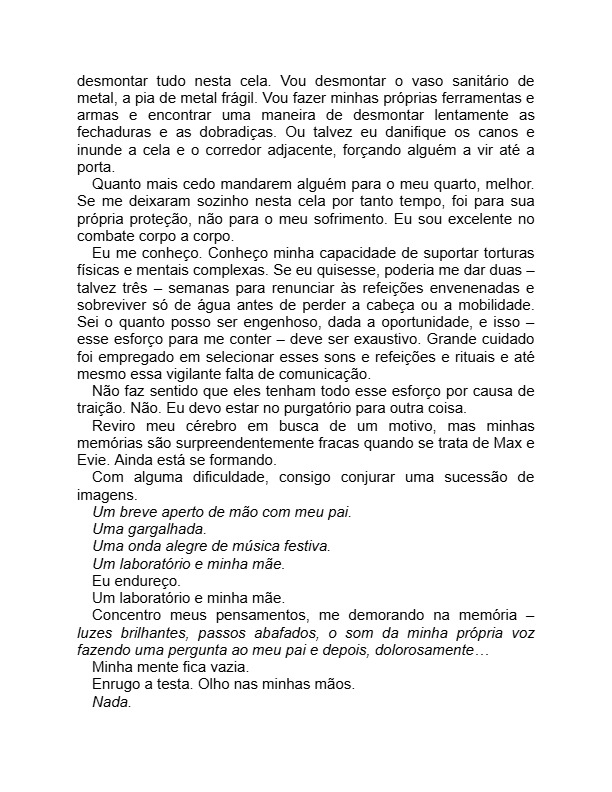 desmontar tudo nesta cela. Vou desmontar o vaso sanitário de
metal, a pia de metal frágil. Vou fazer minhas próprias ferramentas e
armas e encontrar uma maneira de desmontar lentamente as
fechaduras e as dobradiças. Ou talvez eu danifique os canos e
inunde a cela e o corredor adjacente, forçando alguém a vir até a
porta.
Quanto mais cedo mandarem alguém para o meu quarto, melhor.
Se me deixaram sozinho nesta cela por tanto tempo, foi para sua
própria proteção, não para o meu sofrimento. Eu sou excelente no
combate corpo a corpo.
Eu me conheço. Conheço minha capacidade de suportar torturas
físicas e mentais complexas. Se eu quisesse, poderia me dar duas –
talvez três – semanas para renunciar às refeições envenenadas e
sobreviver só de água antes de perder a cabeça ou a mobilidade.
Sei o quanto posso ser engenhoso, dada a oportunidade, e isso –
esse esforço para me conter – deve ser exaustivo. Grande cuidado
foi empregado em selecionar esses sons e refeições e rituais e até
mesmo essa vigilante falta de comunicação.
Não faz sentido que eles tenham todo esse esforço por causa de
traição. Não. Eu devo estar no purgatório para outra coisa.
Reviro meu cérebro em busca de um motivo, mas minhas
memórias são surpreendentemente fracas quando se trata de Max e
Evie. Ainda está se formando.
Com alguma dificuldade, consigo conjurar uma sucessão de
imagens.
Um breve aperto de mão com meu pai.
Uma gargalhada.
Uma onda alegre de música festiva.
Um laboratório e minha mãe.
Eu endureço.
Um laboratório e minha mãe.
Concentro meus pensamentos, me demorando na memória –
luzes brilhantes, passos abafados, o som da minha própria voz
fazendo uma pergunta ao meu pai e depois, dolorosamente…
Minha mente fica vazia.
Enrugo a testa. Olho nas minhas mãos.
Nada.